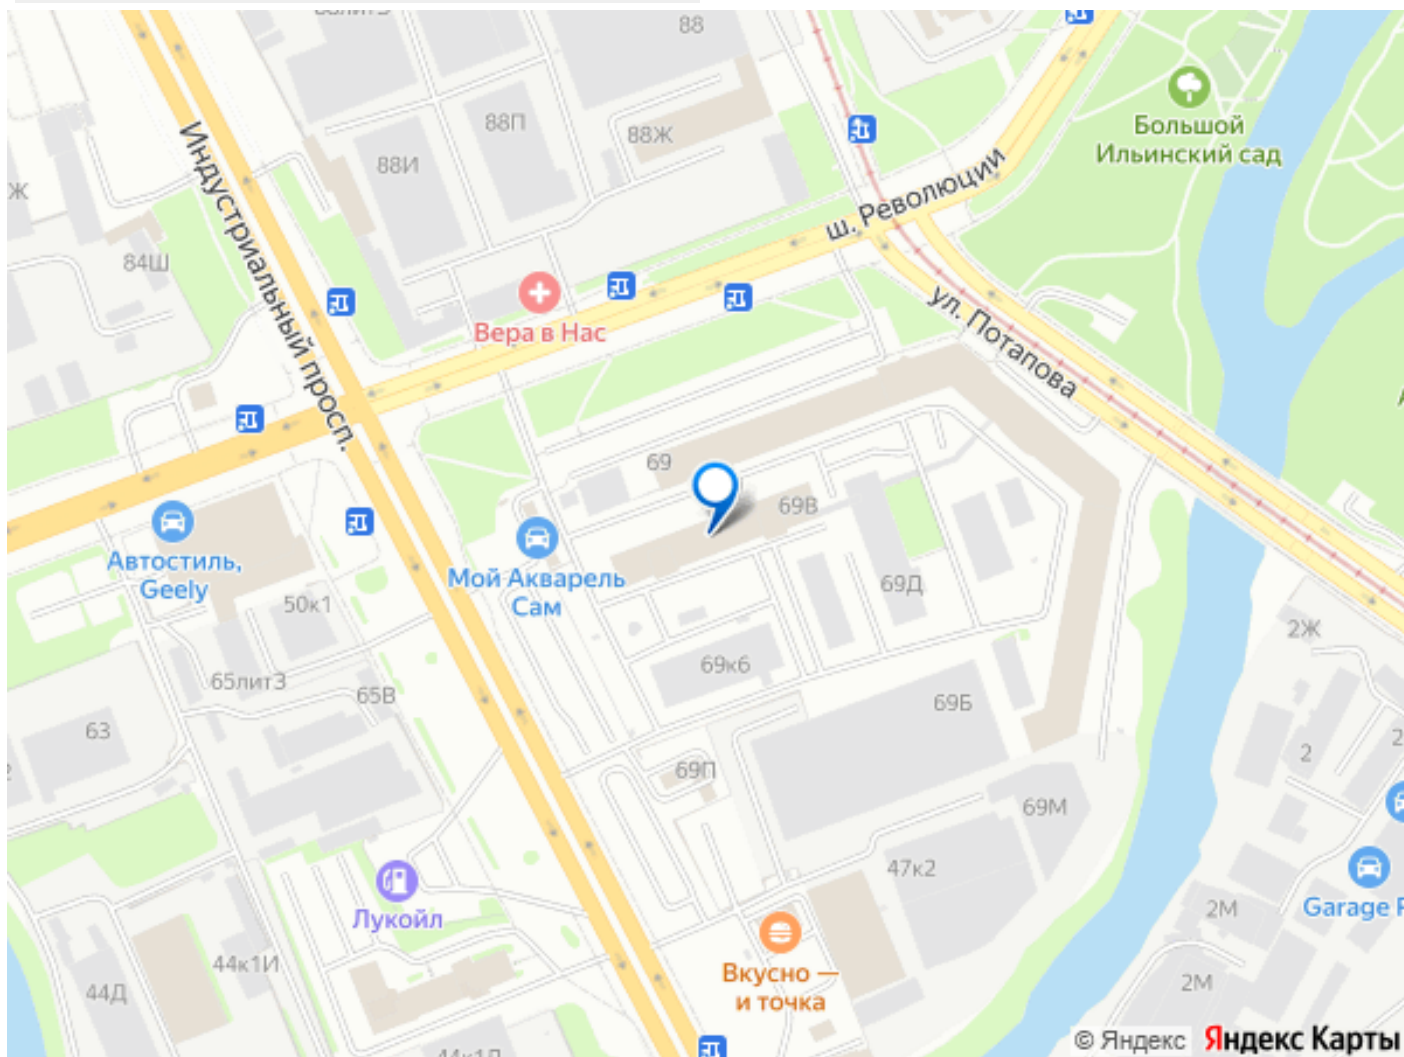 88
88П
88Ж
88И
Ж
84Ш
Индустриальный просп.
Большой
Ильинский сад
ш. Революции
ул. Потапова
Вера в Нас
69
69В
Автостиль,
Geely
Мой Акварель
Сам
50к1
69Д
2Ж
65лит3
65В
69к6
69Б
63
69П
2
69М
47к2
Лукойл
Garage
2М
44к1И
44Д
Вкусно —
и точка
2М
© Яндекс
Яндекс Карты